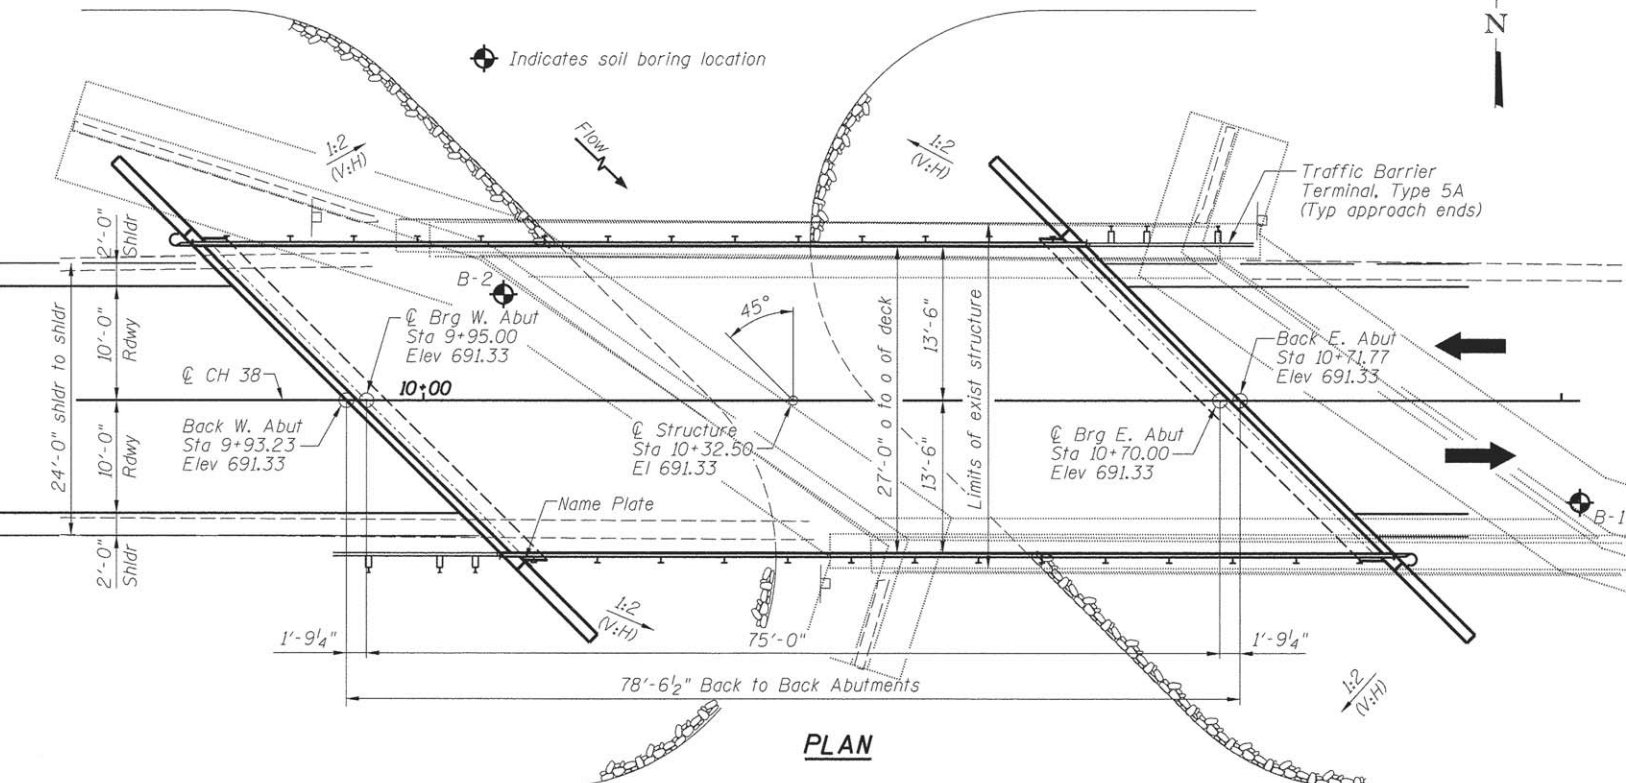 N
Indicates soil boring location
Flow
1:2
(V:H)
1:2
(V:H)
Traffic Barrier
Terminal, Type 5A
(Typ approach ends)
2'-0"
Shldr
B-2
45°
℄ Brg W. Abut
Sta 9+95.00
Elev 691.33
10'-0"
Rdwy
24'-0" shldr to shldr
℄ CH 38
10+00
13'-6"
27'-0" o to o of deck
Limits of exist structure
Back E. Abut
Sta 10+71.77
Elev 691.33
Back W. Abut
Sta 9+93.23
Elev 691.33
10'-0"
Rdwy
℄ Structure
Sta 10+32.50
El 691.33
13'-6"
℄ Brg E. Abut
Sta 10+70.00
Elev 691.33
Name Plate
B-1
2'-0"
Shldr
1:2
(V:H)
1'-9¼"
75'-0"
1'-9¼"
78'-6½" Back to Back Abutments
1:2
(V:H)
PLAN